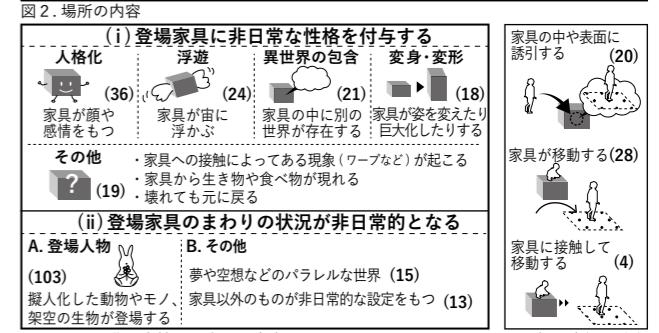 図2.場所の内容
(ⅰ)登場家具に非日常な性格を付与する
人格化
(36)
家具が顔や
感情をもつ
浮遊
(24)
家具が宙に
浮かぶ
異世界の包含
(21)
家具の中に別の
世界が存在する
変身・変形
(18)
家具が姿を変えたり
巨大化したりする
その他
?
(19)
・家具への接触によってある現象(ワープなど)が起こる
・家具から生き物や食べ物が現れる
・壊れても元に戻る
(ⅱ)登場家具のまわりの状況が非日常的となる
A. 登場人物
(103)
擬人化した動物やモノ、
架空の生物が登場する
B. その他
夢や空想などのパラレルな世界 (15)
家具以外のものが非日常的な設定をもつ (13)
家具の中や表面に
誘引する (20)
家具が移動する(28)
家具に接触して
移動する (4)